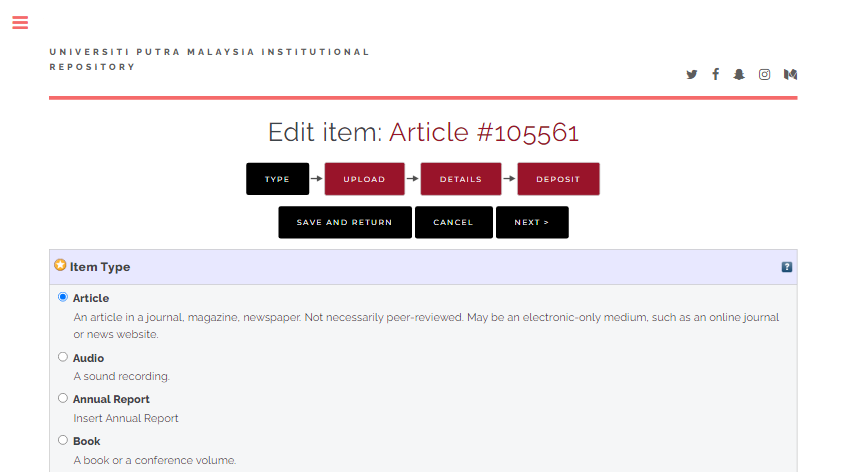 UNIVERSITI PUTRA MALAYSIA INSTITUTIONAL
REPOSITORY
Edit item: Article #105561
TYPE UPLOAD DETAILS DEPOSIT
SAVE AND RETURN CANCEL NEXT >
Item Type ?
Article
An article in a journal, magazine, newspaper. Not necessarily peer-reviewed. May be an electronic-only medium, such as an online journal
or news website.
Audio
A sound recording.
Annual Report
Insert Annual Report
Book
A book or a conference volume.